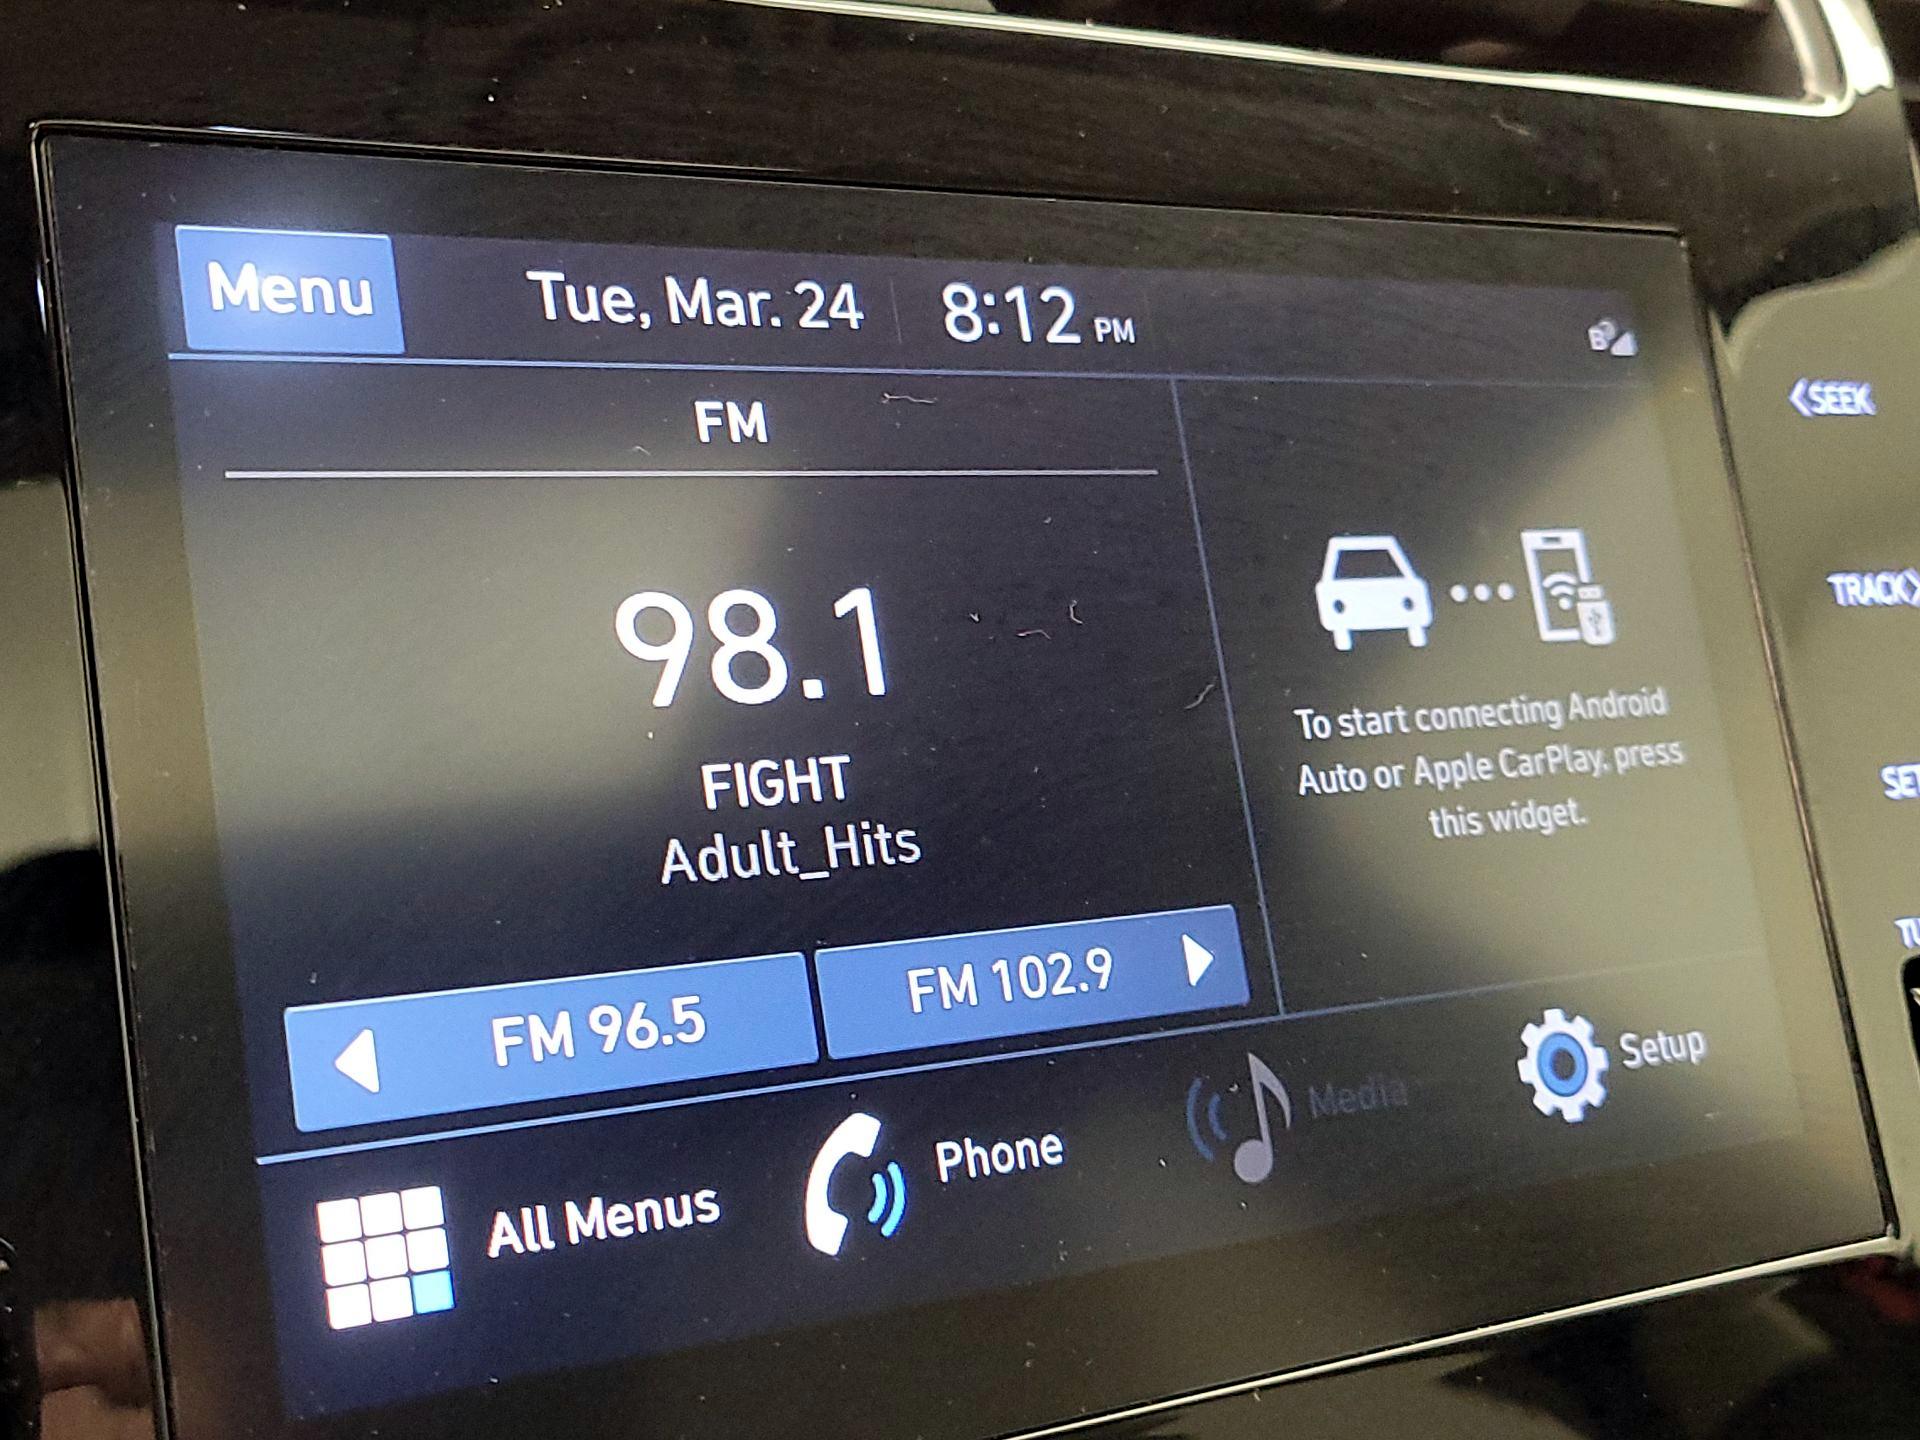 Menu
Tue, Mar. 24
8:12 PM
FM
98.1
FIGHT
Adult_Hits
FM 96.5
FM 102.9
To start connecting Android
Auto or Apple CarPlay, press
this widget.
All Menus
Phone
Media
Setup
SEEK
TRACK